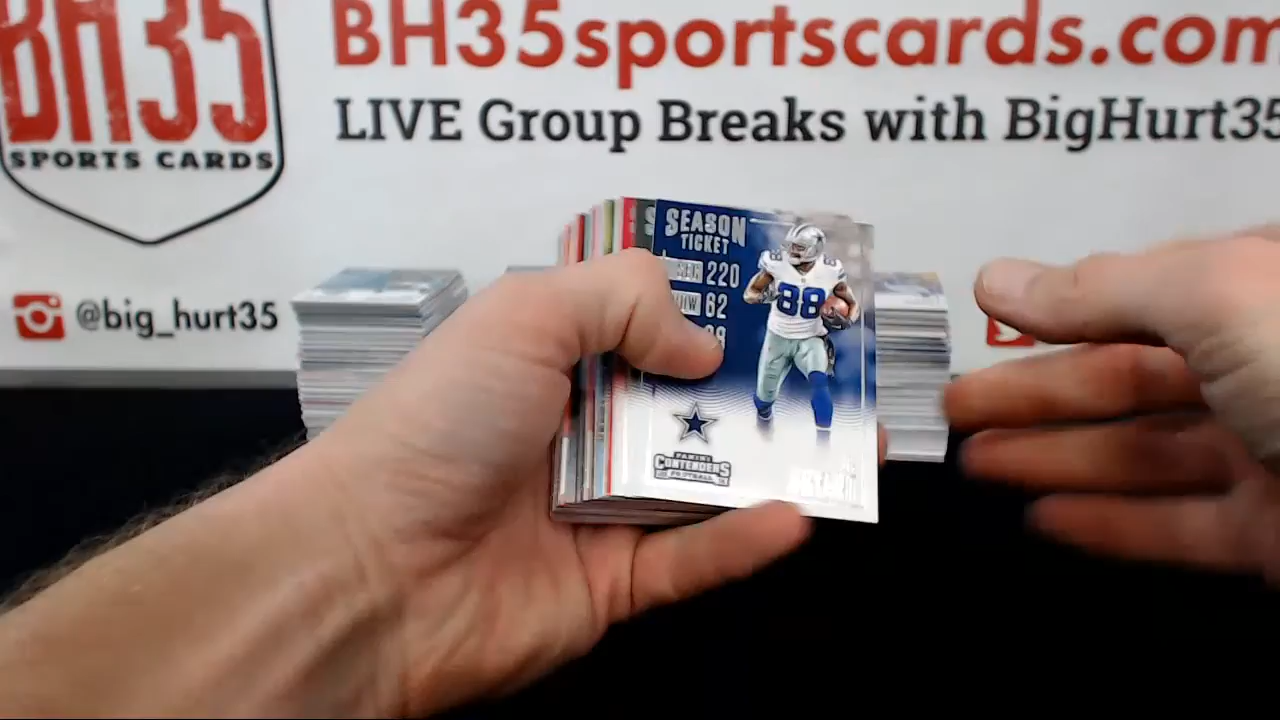 BH35
SPORTS CARDS
BH35sportscards.com
LIVE Group Breaks with BigHurt35
@big_hurt35
SEASON
TICKET
220
62
88
PANINI
CONTENDERS
FOOTBALL